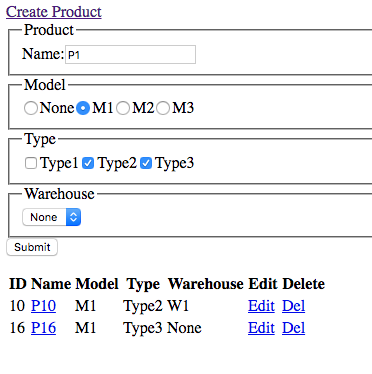 Create Product
Product
Name: P1
Model
None M1 M2 M3
Type
Type1 Type2 Type3
Warehouse
None
Submit
ID Name Model Type Warehouse Edit Delete
10 P10 M1 Type2 W1 Edit Del
16 P16 M1 Type3 None Edit Del